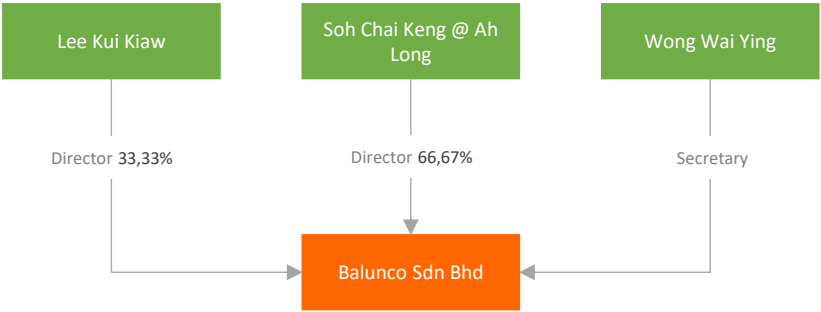 Lee Kui Kiaw
Soh Chai Keng @ Ah
Long
Wong Wai Ying
Director 33,33%
Director 66,67%
Secretary
Balunco Sdn Bhd